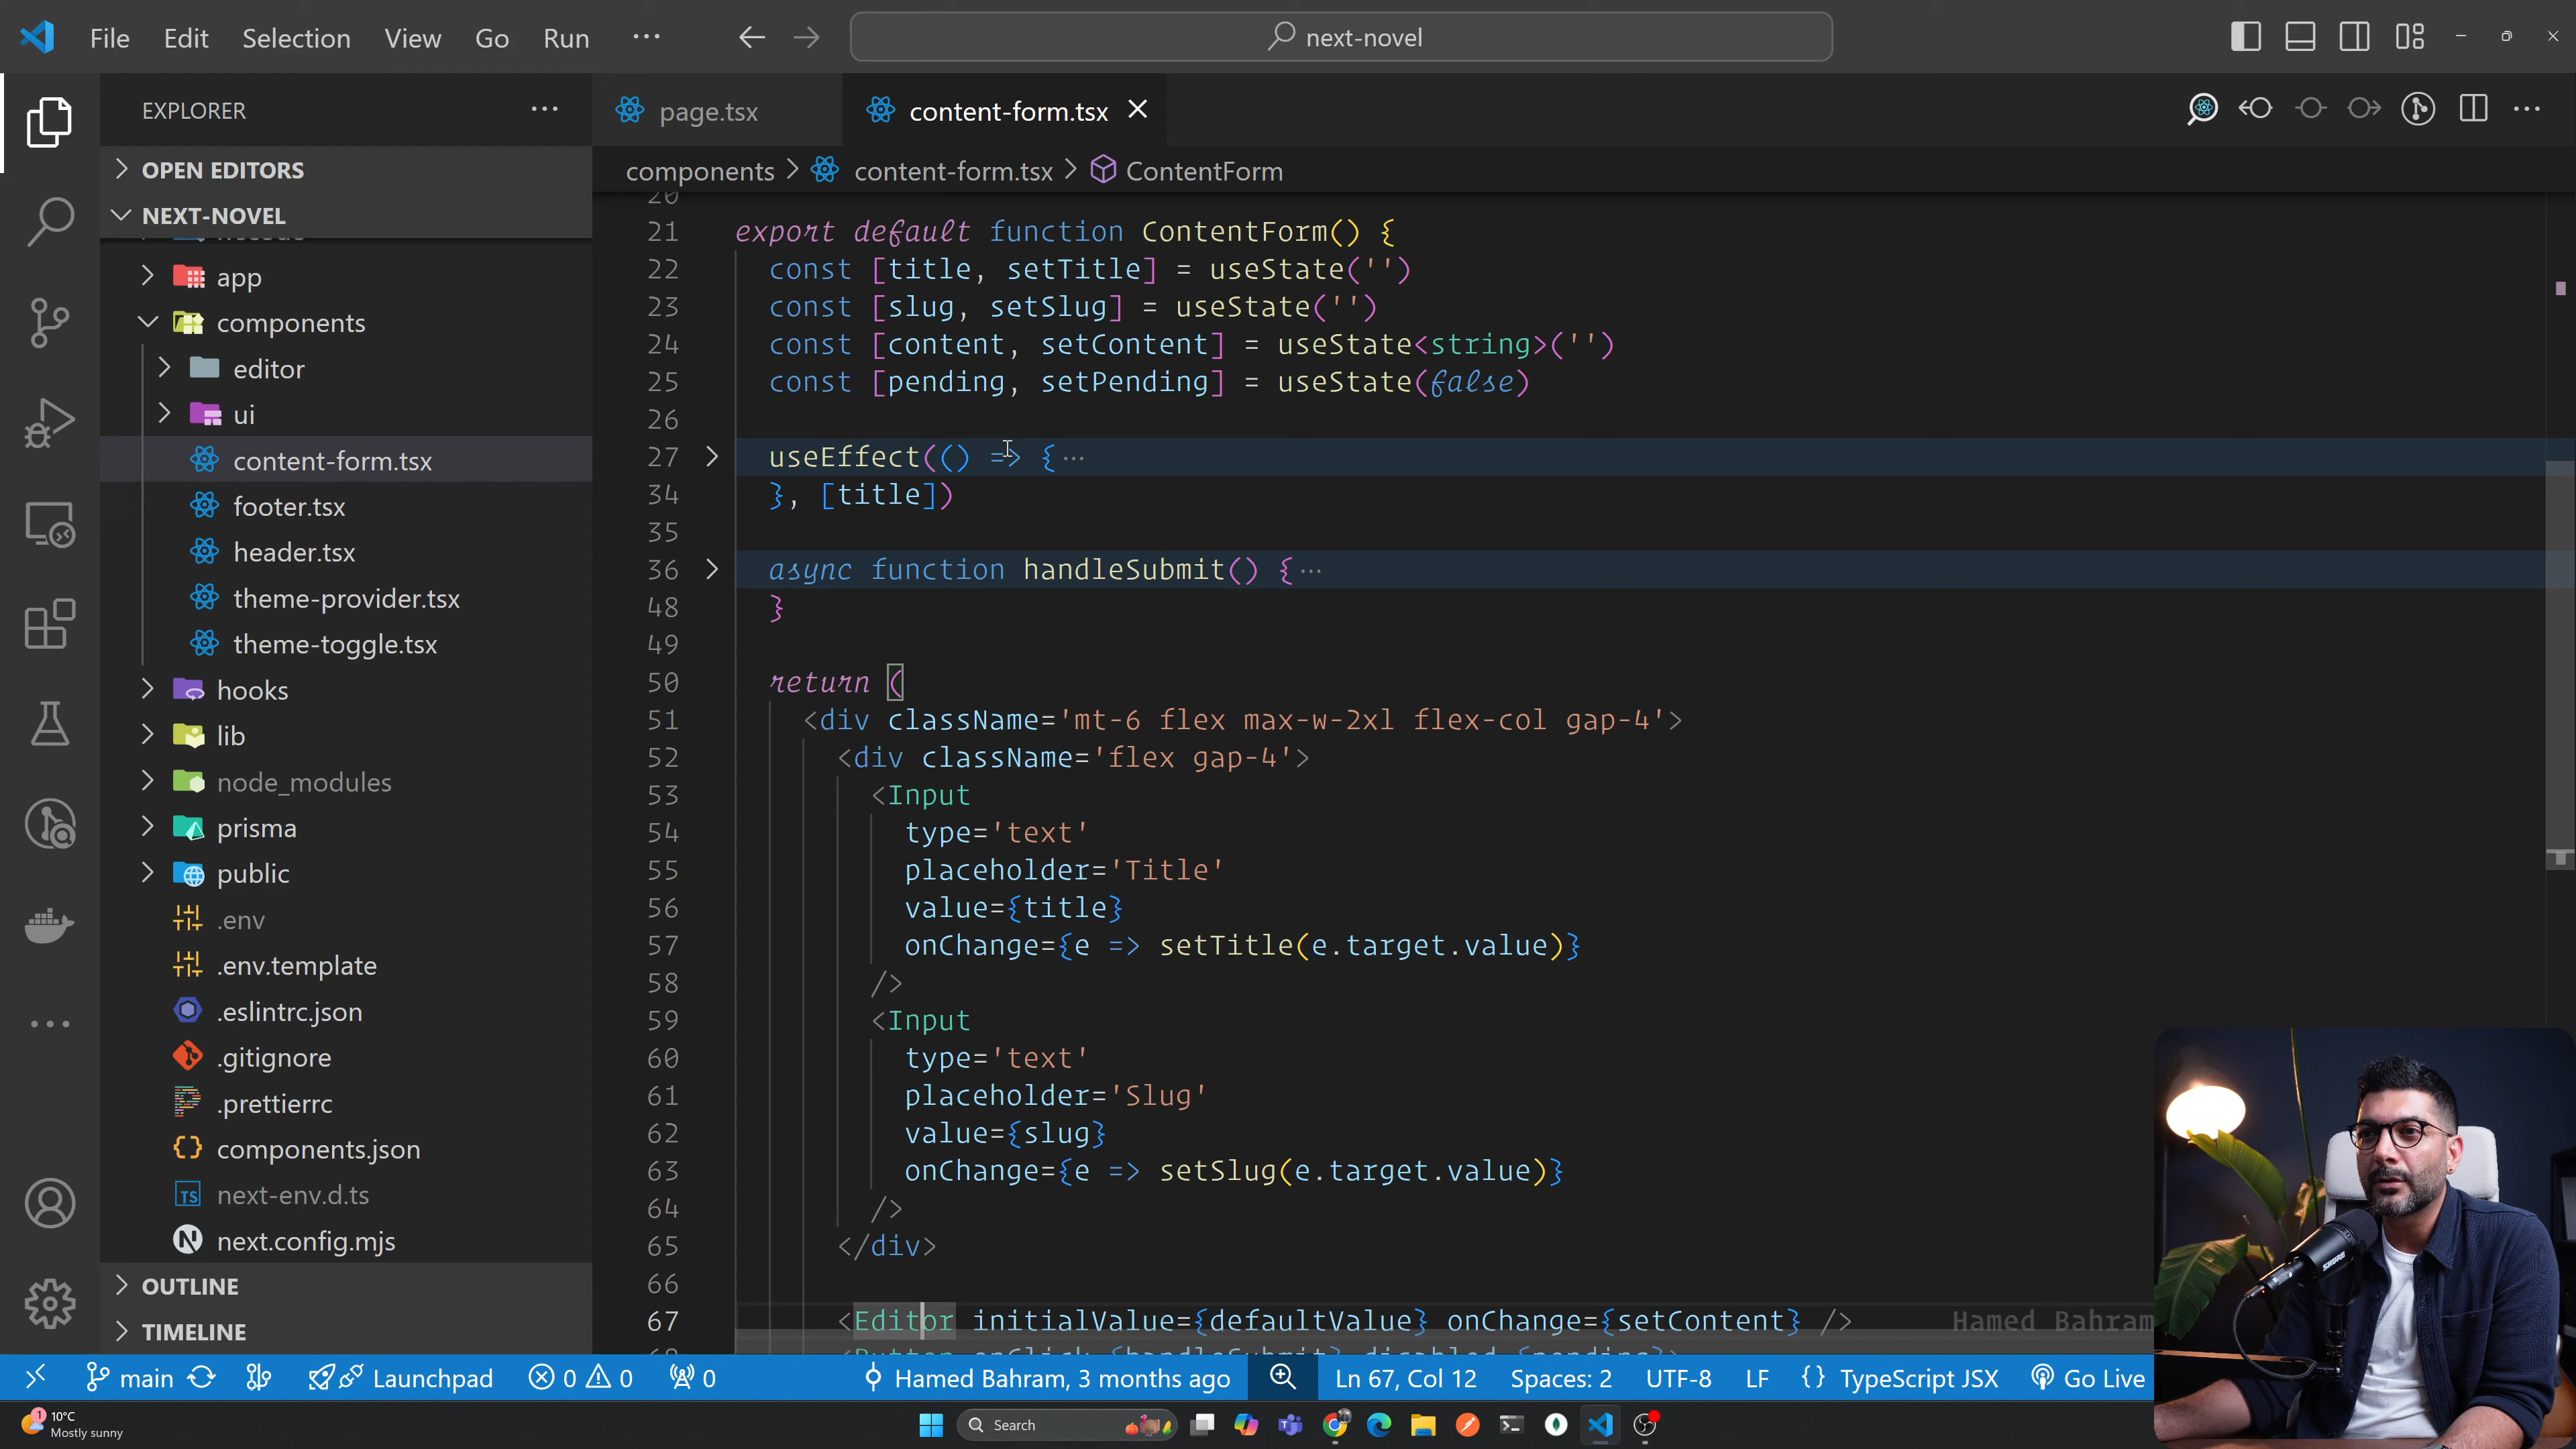 File Edit Selection View Go Run ··· next-novel
EXPLORER ···
OPEN EDITORS
NEXT-NOVEL
app
components
editor
ui
content-form.tsx
footer.tsx
header.tsx
theme-provider.tsx
theme-toggle.tsx
hooks
lib
node_modules
prisma
public
.env
.env.template
.eslintrc.json
.gitignore
.prettierrc
components.json
next-env.d.ts
next.config.mjs
OUTLINE
TIMELINE
page.tsx content-form.tsx
components > content-form.tsx > ContentForm
20
21 export default function ContentForm() {
22 const [title, setTitle] = useState('')
23 const [slug, setSlug] = useState('')
24 const [content, setContent] = useState<string>('')
25 const [pending, setPending] = useState(false)
26
27 useEffect(() => {···
34 }, [title])
35
36 async function handleSubmit() {···
48 }
49
50 return (
51 <div className='mt-6 flex max-w-2xl flex-col gap-4'>
52 <div className='flex gap-4'>
53 <Input
54 type='text'
55 placeholder='Title'
56 value={title}
57 onChange={e => setTitle(e.target.value)}
58 />
59 <Input
60 type='text'
61 placeholder='Slug'
62 value={slug}
63 onChange={e => setSlug(e.target.value)}
64 />
65 </div>
66
67 <Editor initialValue={defaultValue} onChange={setContent} /> Hamed Bahram
SHURE
main Launchpad 0 0 0 Hamed Bahram, 3 months ago Ln 67, Col 12 Spaces: 2 UTF-8 LF {} TypeScript JSX Go Live
1 10°C
Mostly sunny
Search